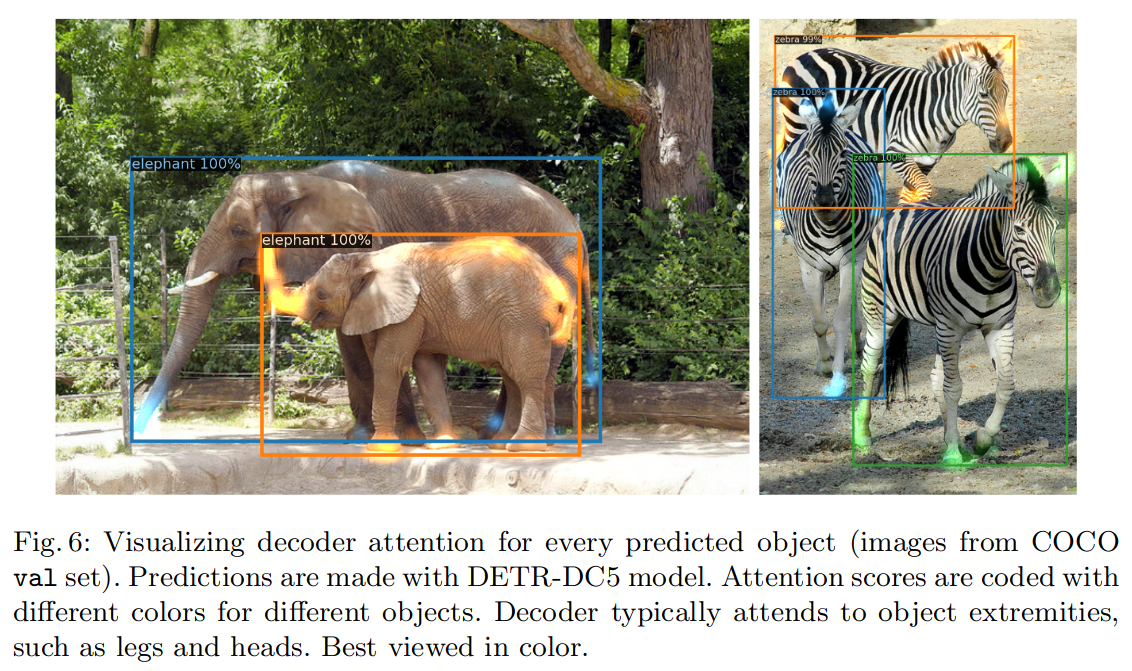 elephant 100%
elephant 100%
zebra 99%
zebra 100%
zebra 100%
Fig. 6: Visualizing decoder attention for every predicted object (images from COCO
val set). Predictions are made with DETR-DC5 model. Attention scores are coded with
different colors for different objects. Decoder typically attends to object extremities,
such as legs and heads. Best viewed in color.